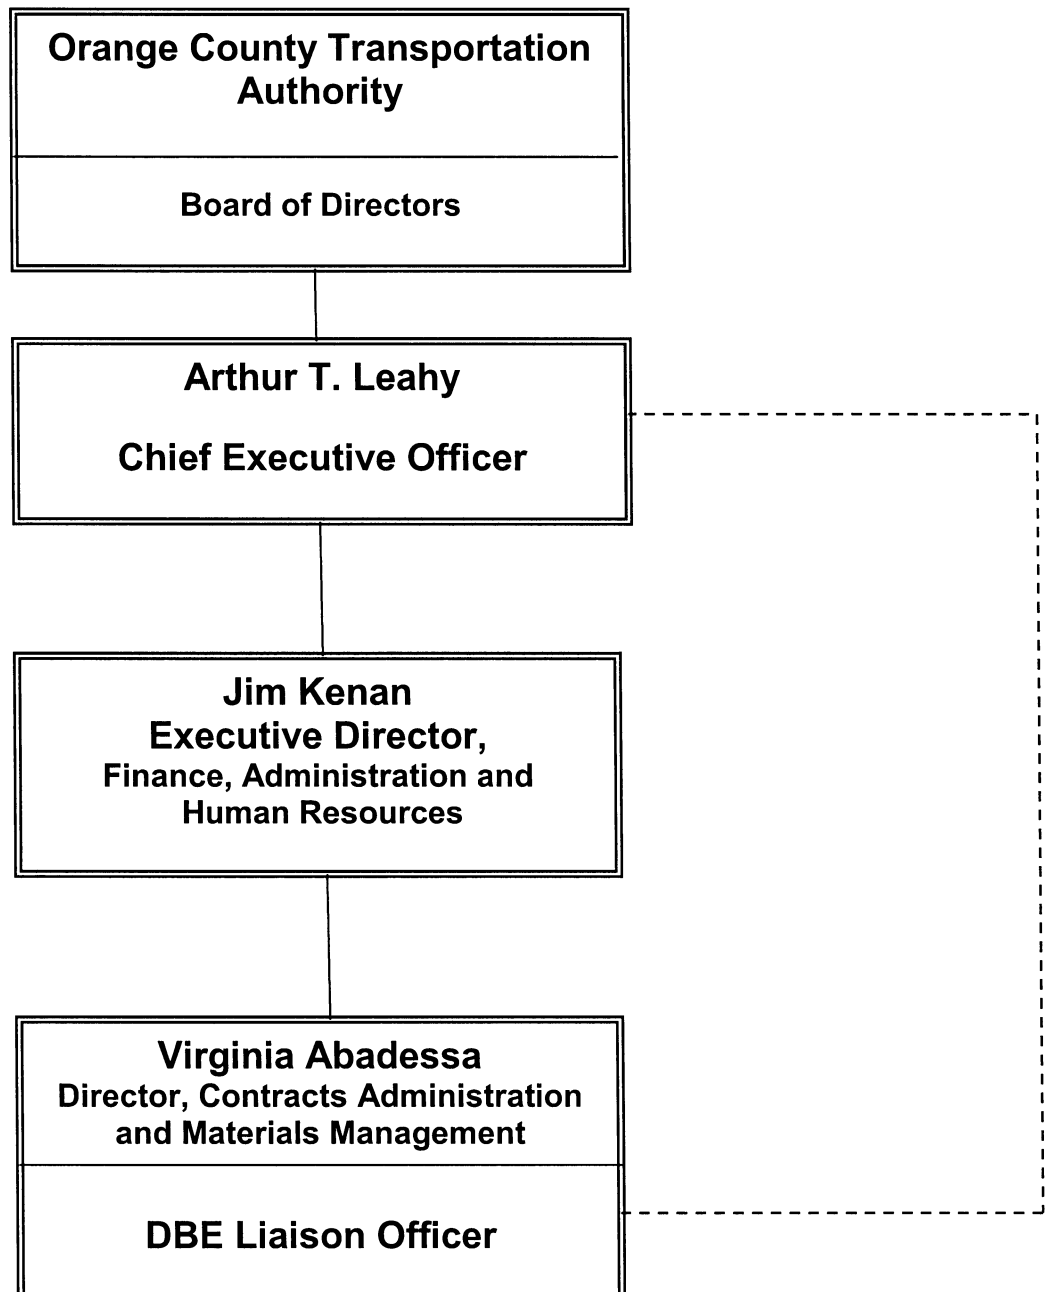 Orange County Transportation
Authority
Board of Directors
Arthur T. Leahy
Chief Executive Officer
Jim Kenan
Executive Director,
Finance, Administration and
Human Resources
Virginia Abadessa
Director, Contracts Administration
and Materials Management
DBE Liaison Officer